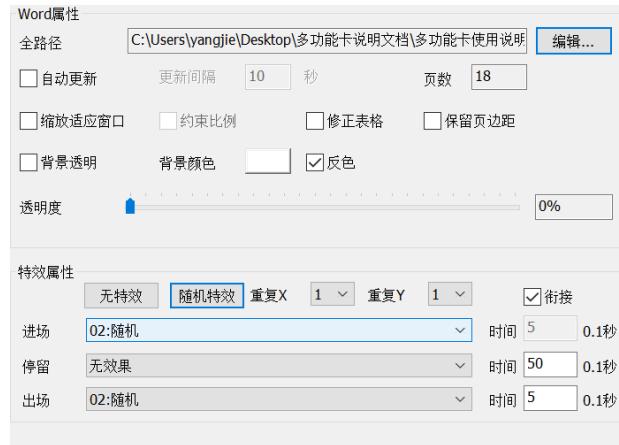 Word属性
全路径 C:\Users\yangjie\Desktop\多功能卡说明文档\多功能卡使用说明 编辑...
自动更新 更新间隔 10 秒 页数 18
缩放适应窗口 约束比例 修正表格 保留页边距
背景透明 背景颜色 反色
透明度 0%
特效属性
无特效 随机特效 重复X 1 重复Y 1 衔接
进场 02:随机 时间 5 0.1秒
停留 无效果 时间 50 0.1秒
出场 02:随机 时间 5 0.1秒